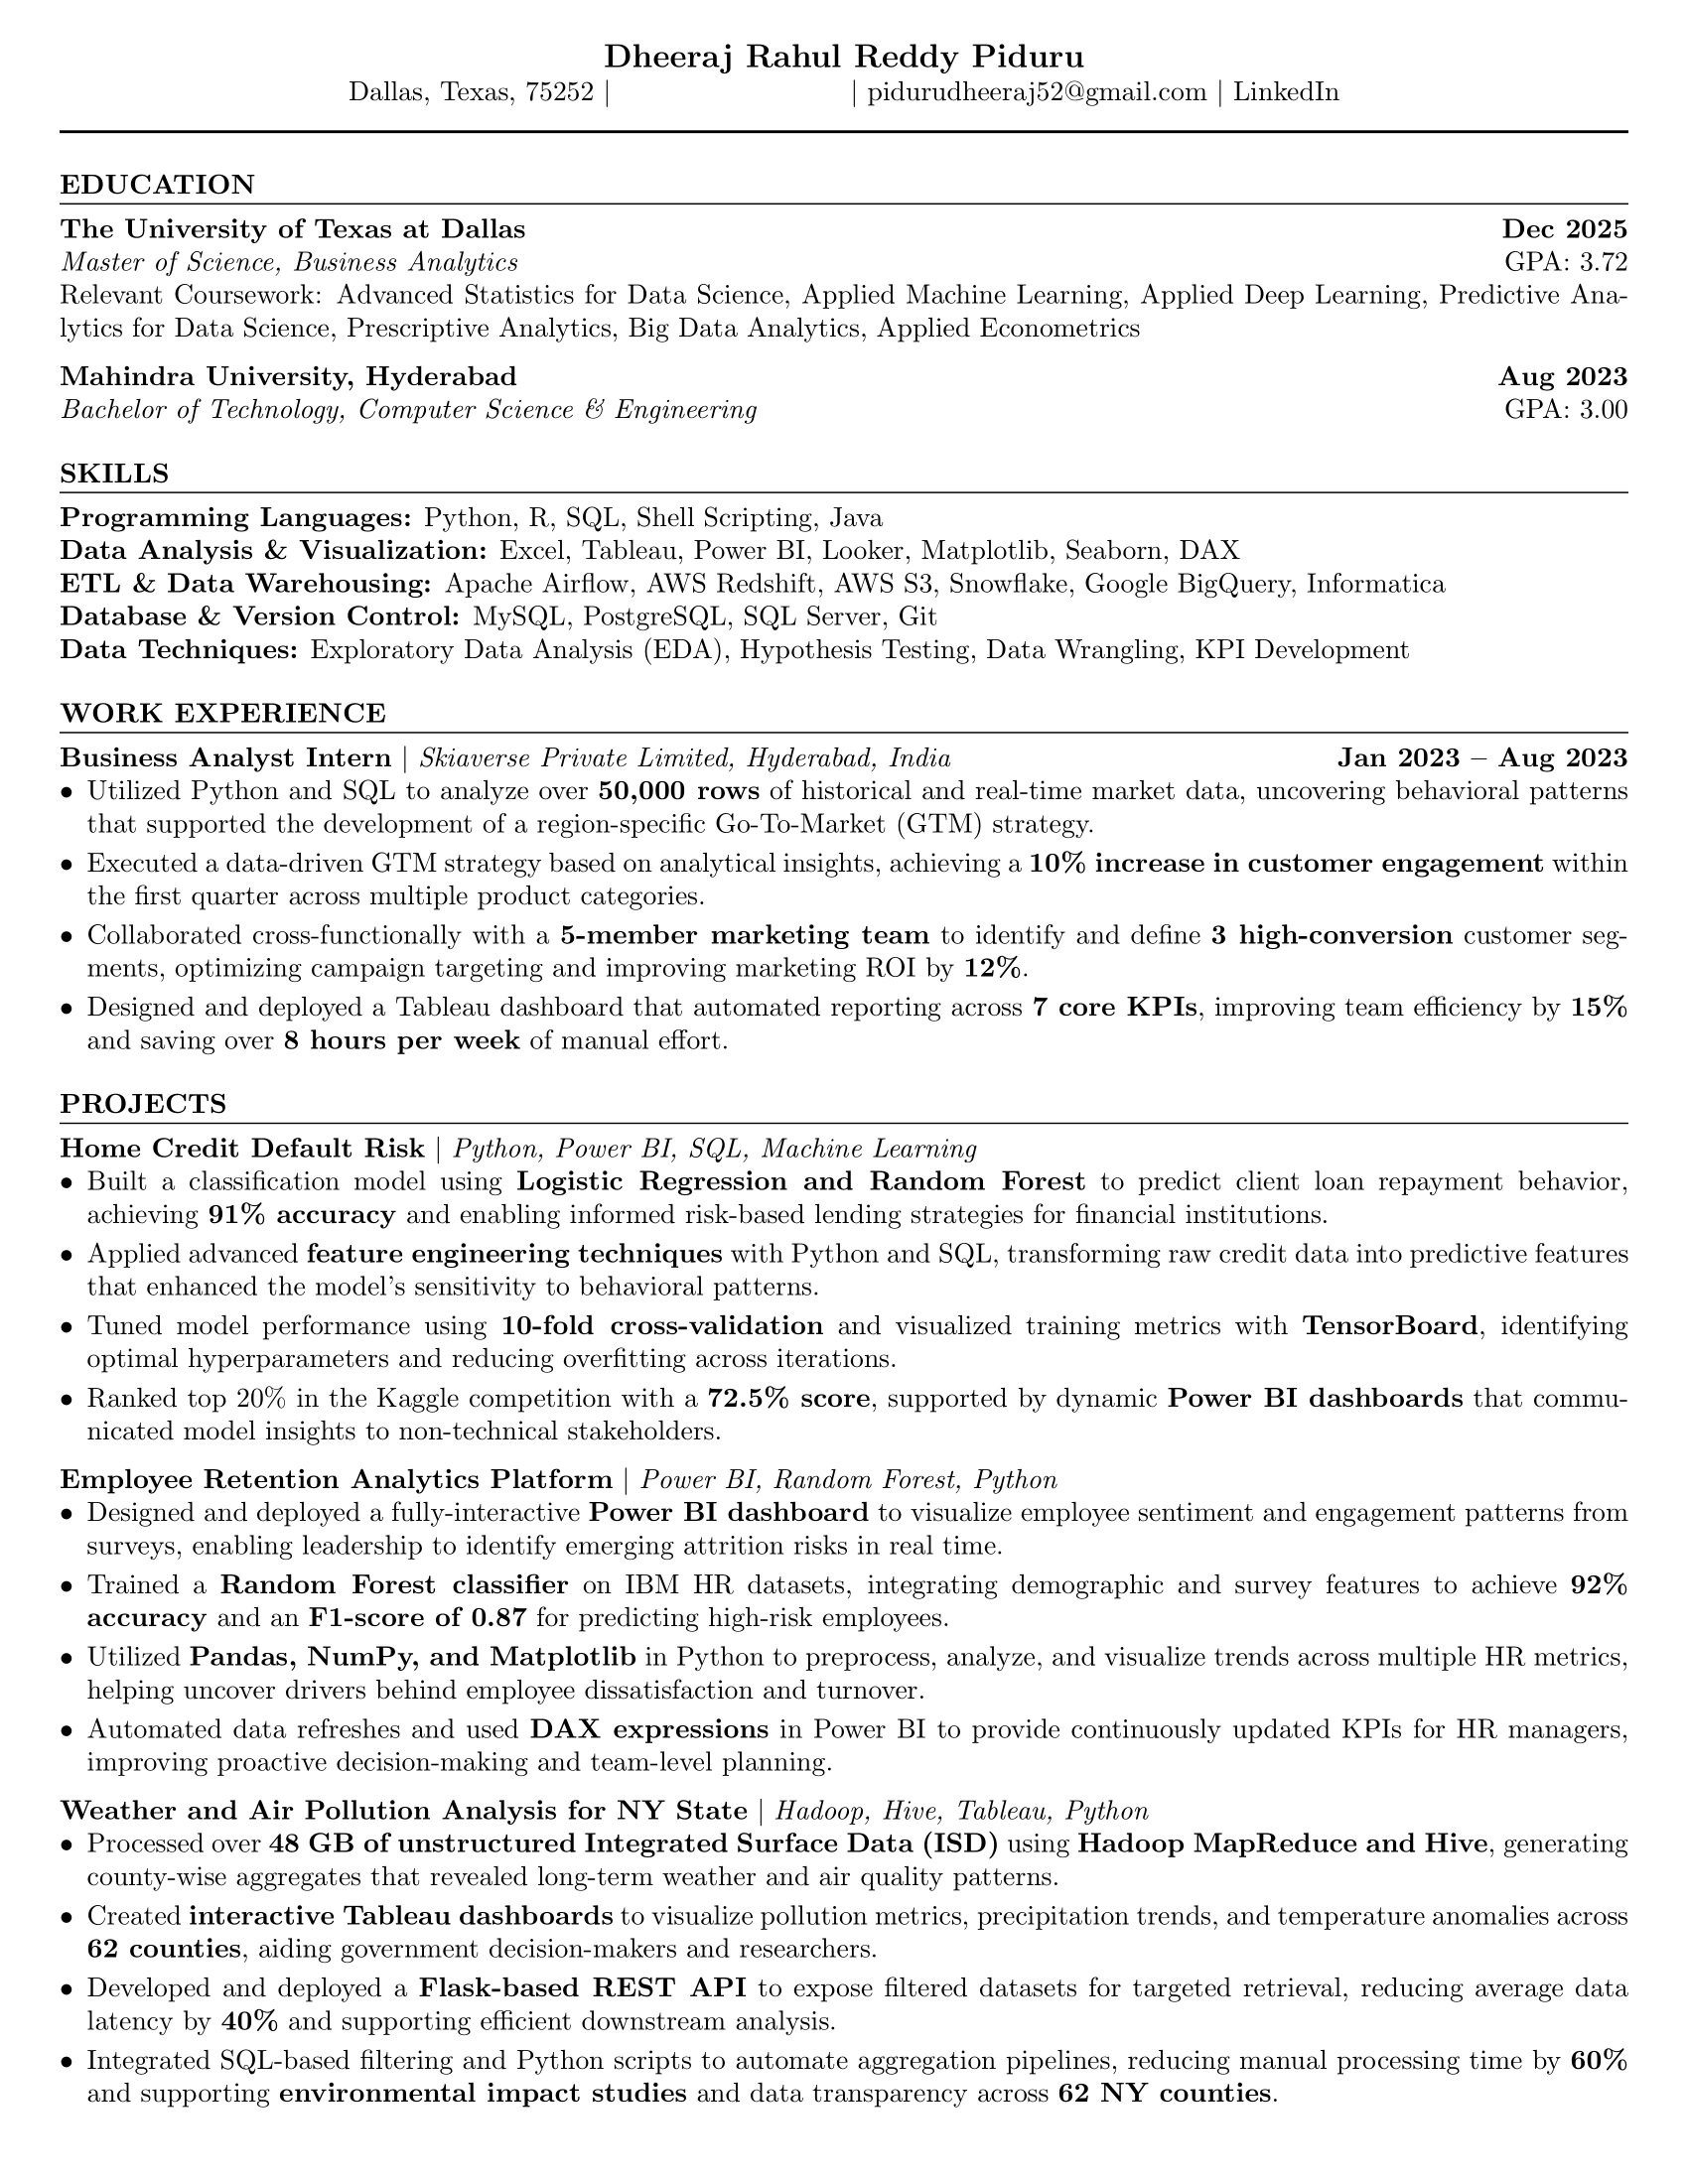 Dheeraj Rahul Reddy Piduru
Dallas, Texas, 75252 | | pidurudheeraj52@gmail.com | LinkedIn
EDUCATION
The University of Texas at Dallas Dec 2025
Master of Science, Business Analytics GPA: 3.72
Relevant Coursework: Advanced Statistics for Data Science, Applied Machine Learning, Applied Deep Learning, Predictive Ana-
lytics for Data Science, Prescriptive Analytics, Big Data Analytics, Applied Econometrics
Mahindra University, Hyderabad Aug 2023
Bachelor of Technology, Computer Science & Engineering GPA: 3.00
SKILLS
Programming Languages: Python, R, SQL, Shell Scripting, Java
Data Analysis & Visualization: Excel, Tableau, Power BI, Looker, Matplotlib, Seaborn, DAX
ETL & Data Warehousing: Apache Airflow, AWS Redshift, AWS S3, Snowflake, Google BigQuery, Informatica
Database & Version Control: MySQL, PostgreSQL, SQL Server, Git
Data Techniques: Exploratory Data Analysis (EDA), Hypothesis Testing, Data Wrangling, KPI Development
WORK EXPERIENCE
Business Analyst Intern | Skiaverse Private Limited, Hyderabad, India Jan 2023 – Aug 2023
• Utilized Python and SQL to analyze over 50,000 rows of historical and real-time market data, uncovering behavioral patterns
that supported the development of a region-specific Go-To-Market (GTM) strategy.
• Executed a data-driven GTM strategy based on analytical insights, achieving a 10% increase in customer engagement within
the first quarter across multiple product categories.
• Collaborated cross-functionally with a 5-member marketing team to identify and define 3 high-conversion customer seg-
ments, optimizing campaign targeting and improving marketing ROI by 12%.
• Designed and deployed a Tableau dashboard that automated reporting across 7 core KPIs, improving team efficiency by 15%
and saving over 8 hours per week of manual effort.
PROJECTS
Home Credit Default Risk | Python, Power BI, SQL, Machine Learning
• Built a classification model using Logistic Regression and Random Forest to predict client loan repayment behavior,
achieving 91% accuracy and enabling informed risk-based lending strategies for financial institutions.
• Applied advanced feature engineering techniques with Python and SQL, transforming raw credit data into predictive features
that enhanced the model's sensitivity to behavioral patterns.
• Tuned model performance using 10-fold cross-validation and visualized training metrics with TensorBoard, identifying
optimal hyperparameters and reducing overfitting across iterations.
• Ranked top 20% in the Kaggle competition with a 72.5% score, supported by dynamic Power BI dashboards that commu-
nicated model insights to non-technical stakeholders.
Employee Retention Analytics Platform | Power BI, Random Forest, Python
• Designed and deployed a fully-interactive Power BI dashboard to visualize employee sentiment and engagement patterns from
surveys, enabling leadership to identify emerging attrition risks in real time.
• Trained a Random Forest classifier on IBM HR datasets, integrating demographic and survey features to achieve 92%
accuracy and an F1-score of 0.87 for predicting high-risk employees.
• Utilized Pandas, NumPy, and Matplotlib in Python to preprocess, analyze, and visualize trends across multiple HR metrics,
helping uncover drivers behind employee dissatisfaction and turnover.
• Automated data refreshes and used DAX expressions in Power BI to provide continuously updated KPIs for HR managers,
improving proactive decision-making and team-level planning.
Weather and Air Pollution Analysis for NY State | Hadoop, Hive, Tableau, Python
• Processed over 48 GB of unstructured Integrated Surface Data (ISD) using Hadoop MapReduce and Hive, generating
county-wise aggregates that revealed long-term weather and air quality patterns.
• Created interactive Tableau dashboards to visualize pollution metrics, precipitation trends, and temperature anomalies across
62 counties, aiding government decision-makers and researchers.
• Developed and deployed a Flask-based REST API to expose filtered datasets for targeted retrieval, reducing average data
latency by 40% and supporting efficient downstream analysis.
• Integrated SQL-based filtering and Python scripts to automate aggregation pipelines, reducing manual processing time by 60%
and supporting environmental impact studies and data transparency across 62 NY counties.